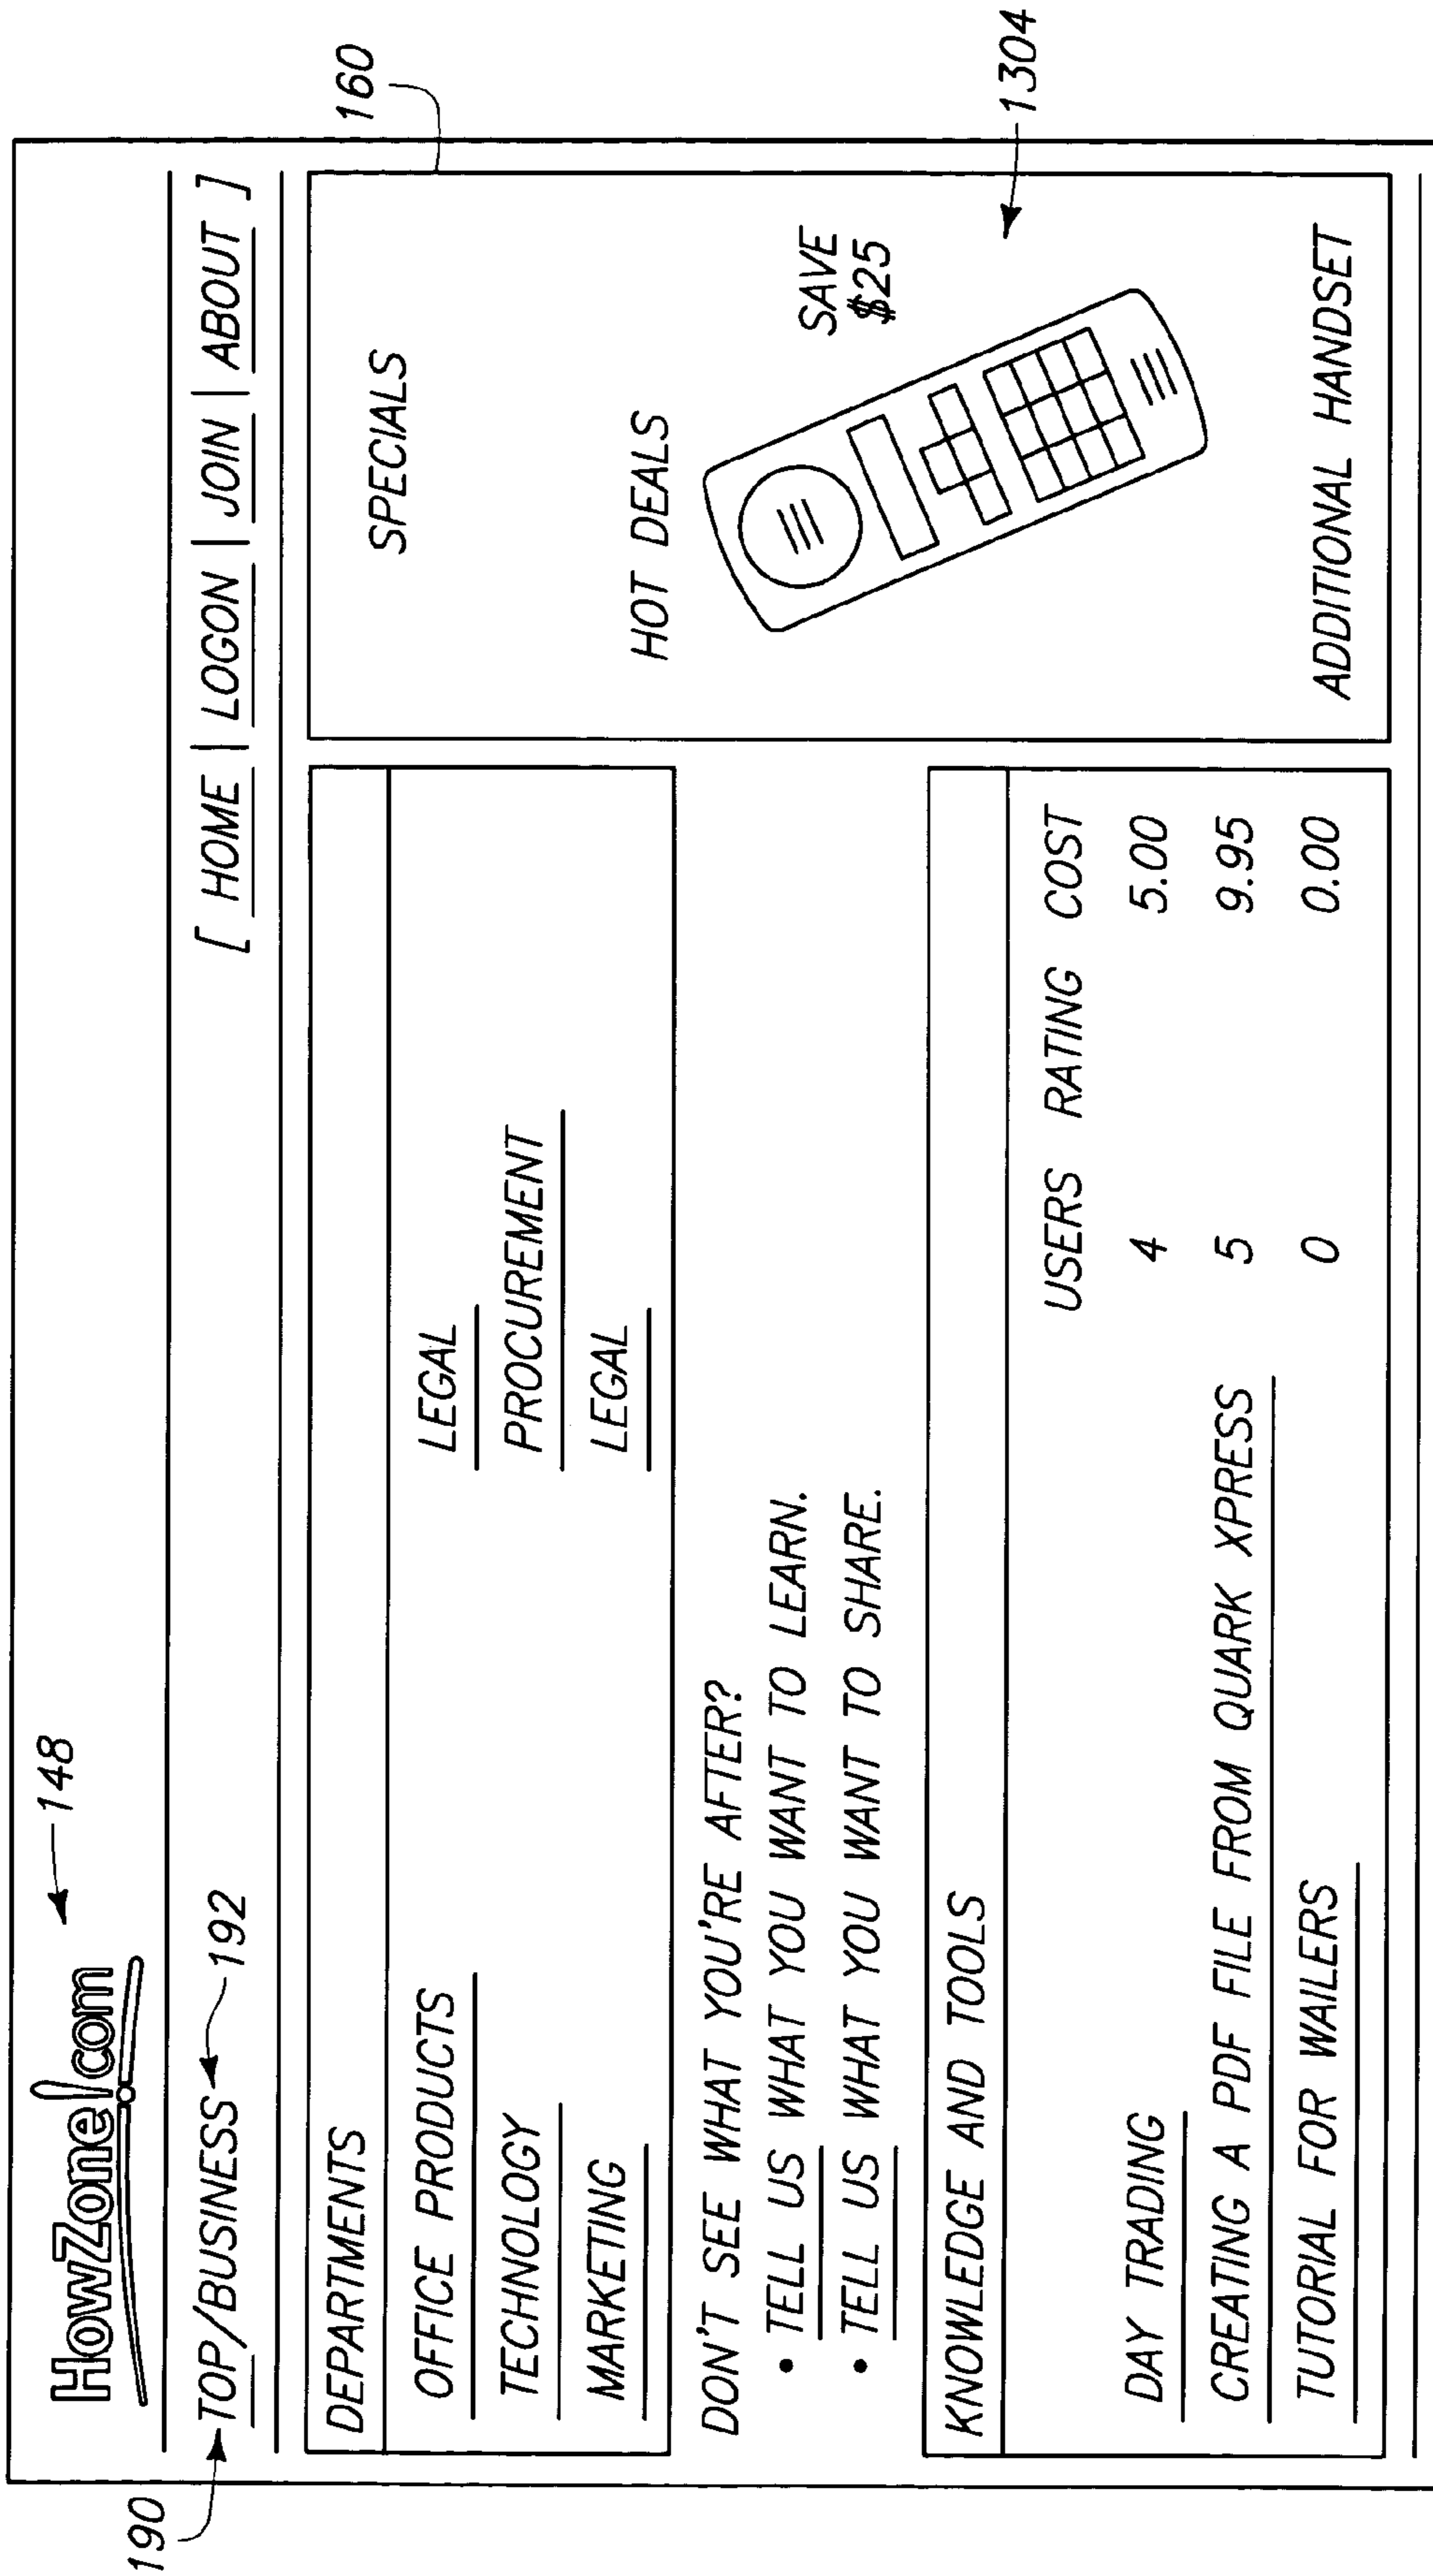 HowZone!.com 148
190 TOP/BUSINESS 192
[ HOME | LOGON | JOIN | ABOUT ]
160
DEPARTMENTS
OFFICE PRODUCTS LEGAL
TECHNOLOGY PROCUREMENT
MARKETING LEGAL
DON'T SEE WHAT YOU'RE AFTER?
• TELL US WHAT YOU WANT TO LEARN.
• TELL US WHAT YOU WANT TO SHARE.
KNOWLEDGE AND TOOLS
USERS RATING COST
DAY TRADING 4 5.00
CREATING A PDF FILE FROM QUARK XPRESS 5 9.95
TUTORIAL FOR WAILERS 0 0.00
SPECIALS
HOT DEALS
SAVE
$25
1304
ADDITIONAL HANDSET